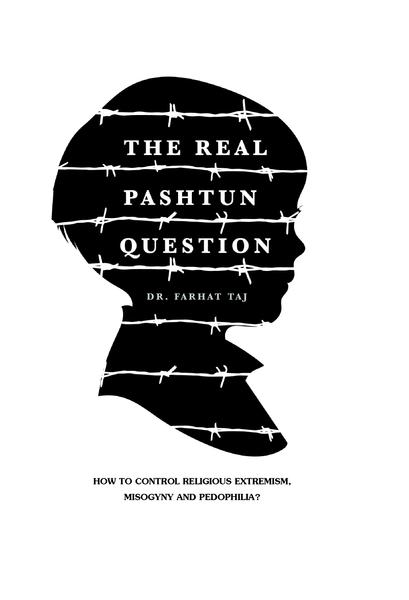 THE REAL
PASHTUN
QUESTION
DR. FARHAT TAJ
HOW TO CONTROL RELIGIOUS EXTREMISM,
MISOGYNY AND PEDOPHILIA?